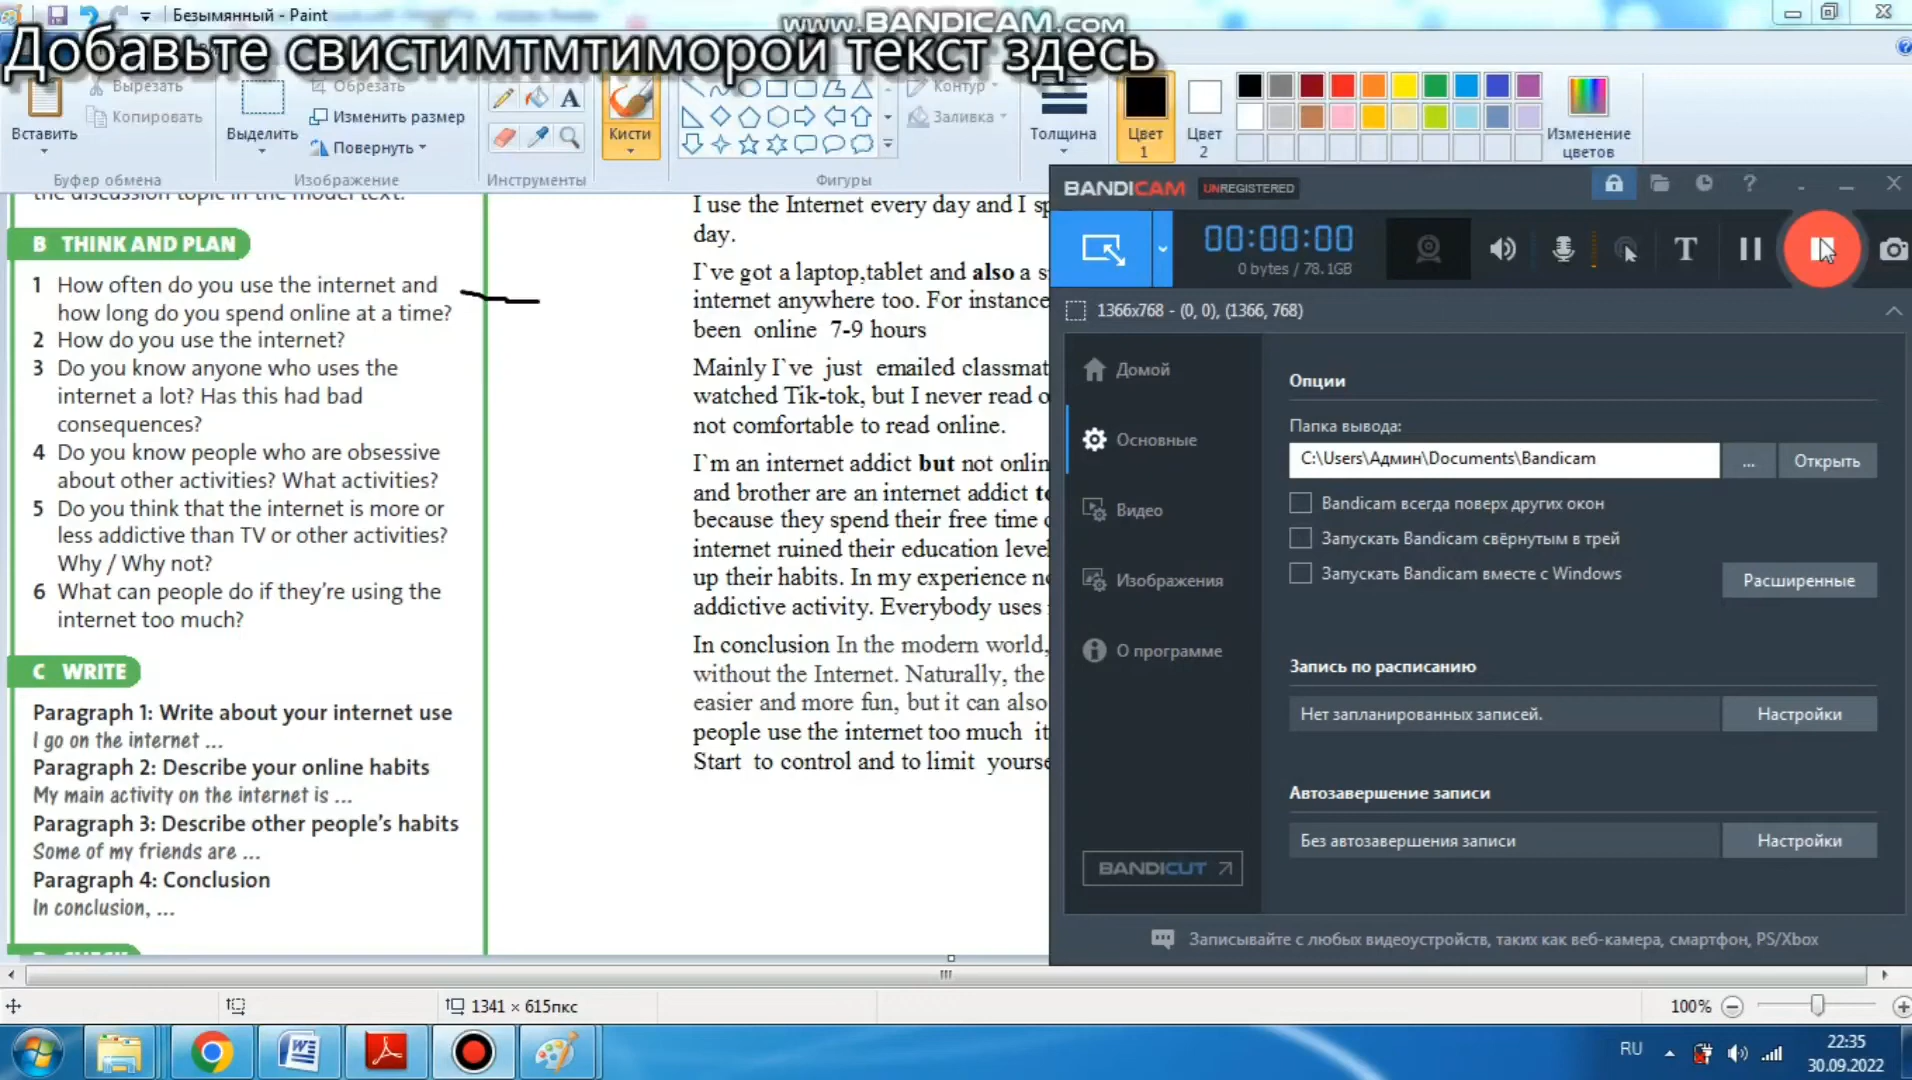 Безымянный - Paint
www.BANDICAM.com
Добавьте свистимтмтиморой текст здесь
Вставить
Вырезать
Копировать
Буфер обмена
Выделить
Обрезать
Изменить размер
Повернуть
Изображение
A
Инструменты
Кисти
Контур
Заливка
Фигуры
Толщина
Цвет
1
Цвет
2
Изменение
цветов
the discussion topic in the model text.
B THINK AND PLAN
1 How often do you use the internet and
how long do you spend online at a time?
2 How do you use the internet?
3 Do you know anyone who uses the
internet a lot? Has this had bad
consequences?
4 Do you know people who are obsessive
about other activities? What activities?
5 Do you think that the internet is more or
less addictive than TV or other activities?
Why / Why not?
6 What can people do if they're using the
internet too much?
C WRITE
Paragraph 1: Write about your internet use
I go on the internet ...
Paragraph 2: Describe your online habits
My main activity on the internet is ...
Paragraph 3: Describe other people's habits
Some of my friends are ...
Paragraph 4: Conclusion
In conclusion, ...
I use the Internet every day and I sp
day.
I`ve got a laptop,tablet and also a s
internet anywhere too. For instance
been online 7-9 hours
Mainly I`ve just emailed classmat
watched Tik-tok, but I never read o
not comfortable to read online.
I`m an internet addict but not onlin
and brother are an internet addict to
because they spend their free time o
internet ruined their education level
up their habits. In my experience no
addictive activity. Everybody uses
In conclusion In the modern world,
without the Internet. Naturally, the
easier and more fun, but it can also
people use the internet too much it
Start to control and to limit yourse
BANDICAM UNREGISTERED
00:00:00
0 bytes / 78.1GB
T
1366x768 - (0, 0), (1366, 768)
Домой
Основные
Видео
Изображения
О программе
BANDICUT
Опции
Папка вывода:
C:\Users\Админ\Documents\Bandicam
...
Открыть
Bandicam всегда поверх других окон
Запускать Bandicam свёрнутым в трей
Запускать Bandicam вместе с Windows
Расширенные
Запись по расписанию
Нет запланированных записей.
Настройки
Автозавершение записи
Без автозавершения записи
Настройки
Записывайте с любых видеоустройств, таких как веб-камера, смартфон, PS/Xbox
1341 × 615пкс
100%
RU
22:35
30.09.2022